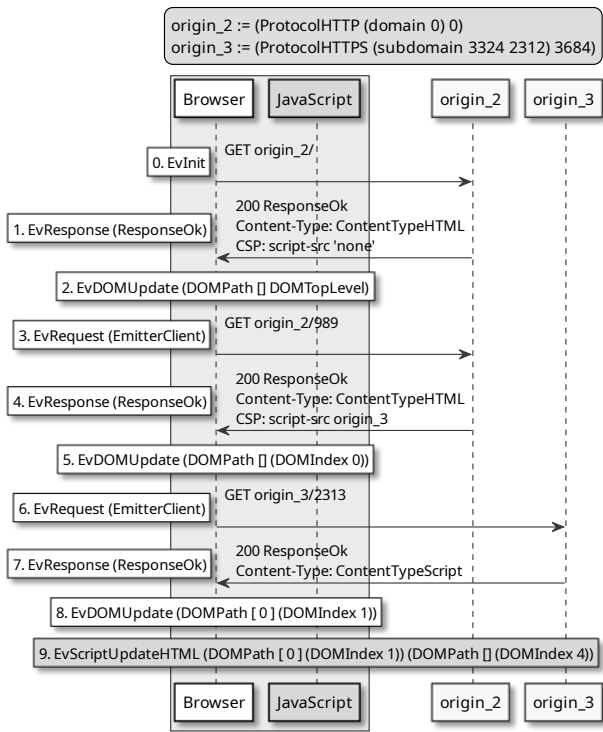 origin_2 := (ProtocolHTTP (domain 0) 0)
origin_3 := (ProtocolHTTPS (subdomain 3324 2312) 3684)
Browser JavaScript origin_2 origin_3
GET origin_2/
0. EvInit
200 ResponseOk
Content-Type: ContentTypeHTML
CSP: script-src 'none'
1. EvResponse (ResponseOk)
2. EvDOMUpdate (DOMPath [] DOMTopLevel)
GET origin_2/989
3. EvRequest (EmitterClient)
200 ResponseOk
Content-Type: ContentTypeHTML
CSP: script-src origin_3
4. EvResponse (ResponseOk)
5. EvDOMUpdate (DOMPath [] (DOMIndex 0))
GET origin_3/2313
6. EvRequest (EmitterClient)
200 ResponseOk
Content-Type: ContentTypeScript
7. EvResponse (ResponseOk)
8. EvDOMUpdate (DOMPath [ 0 ] (DOMIndex 1))
9. EvScriptUpdateHTML (DOMPath [ 0 ] (DOMIndex 1)) (DOMPath [] (DOMIndex 4))
Browser JavaScript origin_2 origin_3